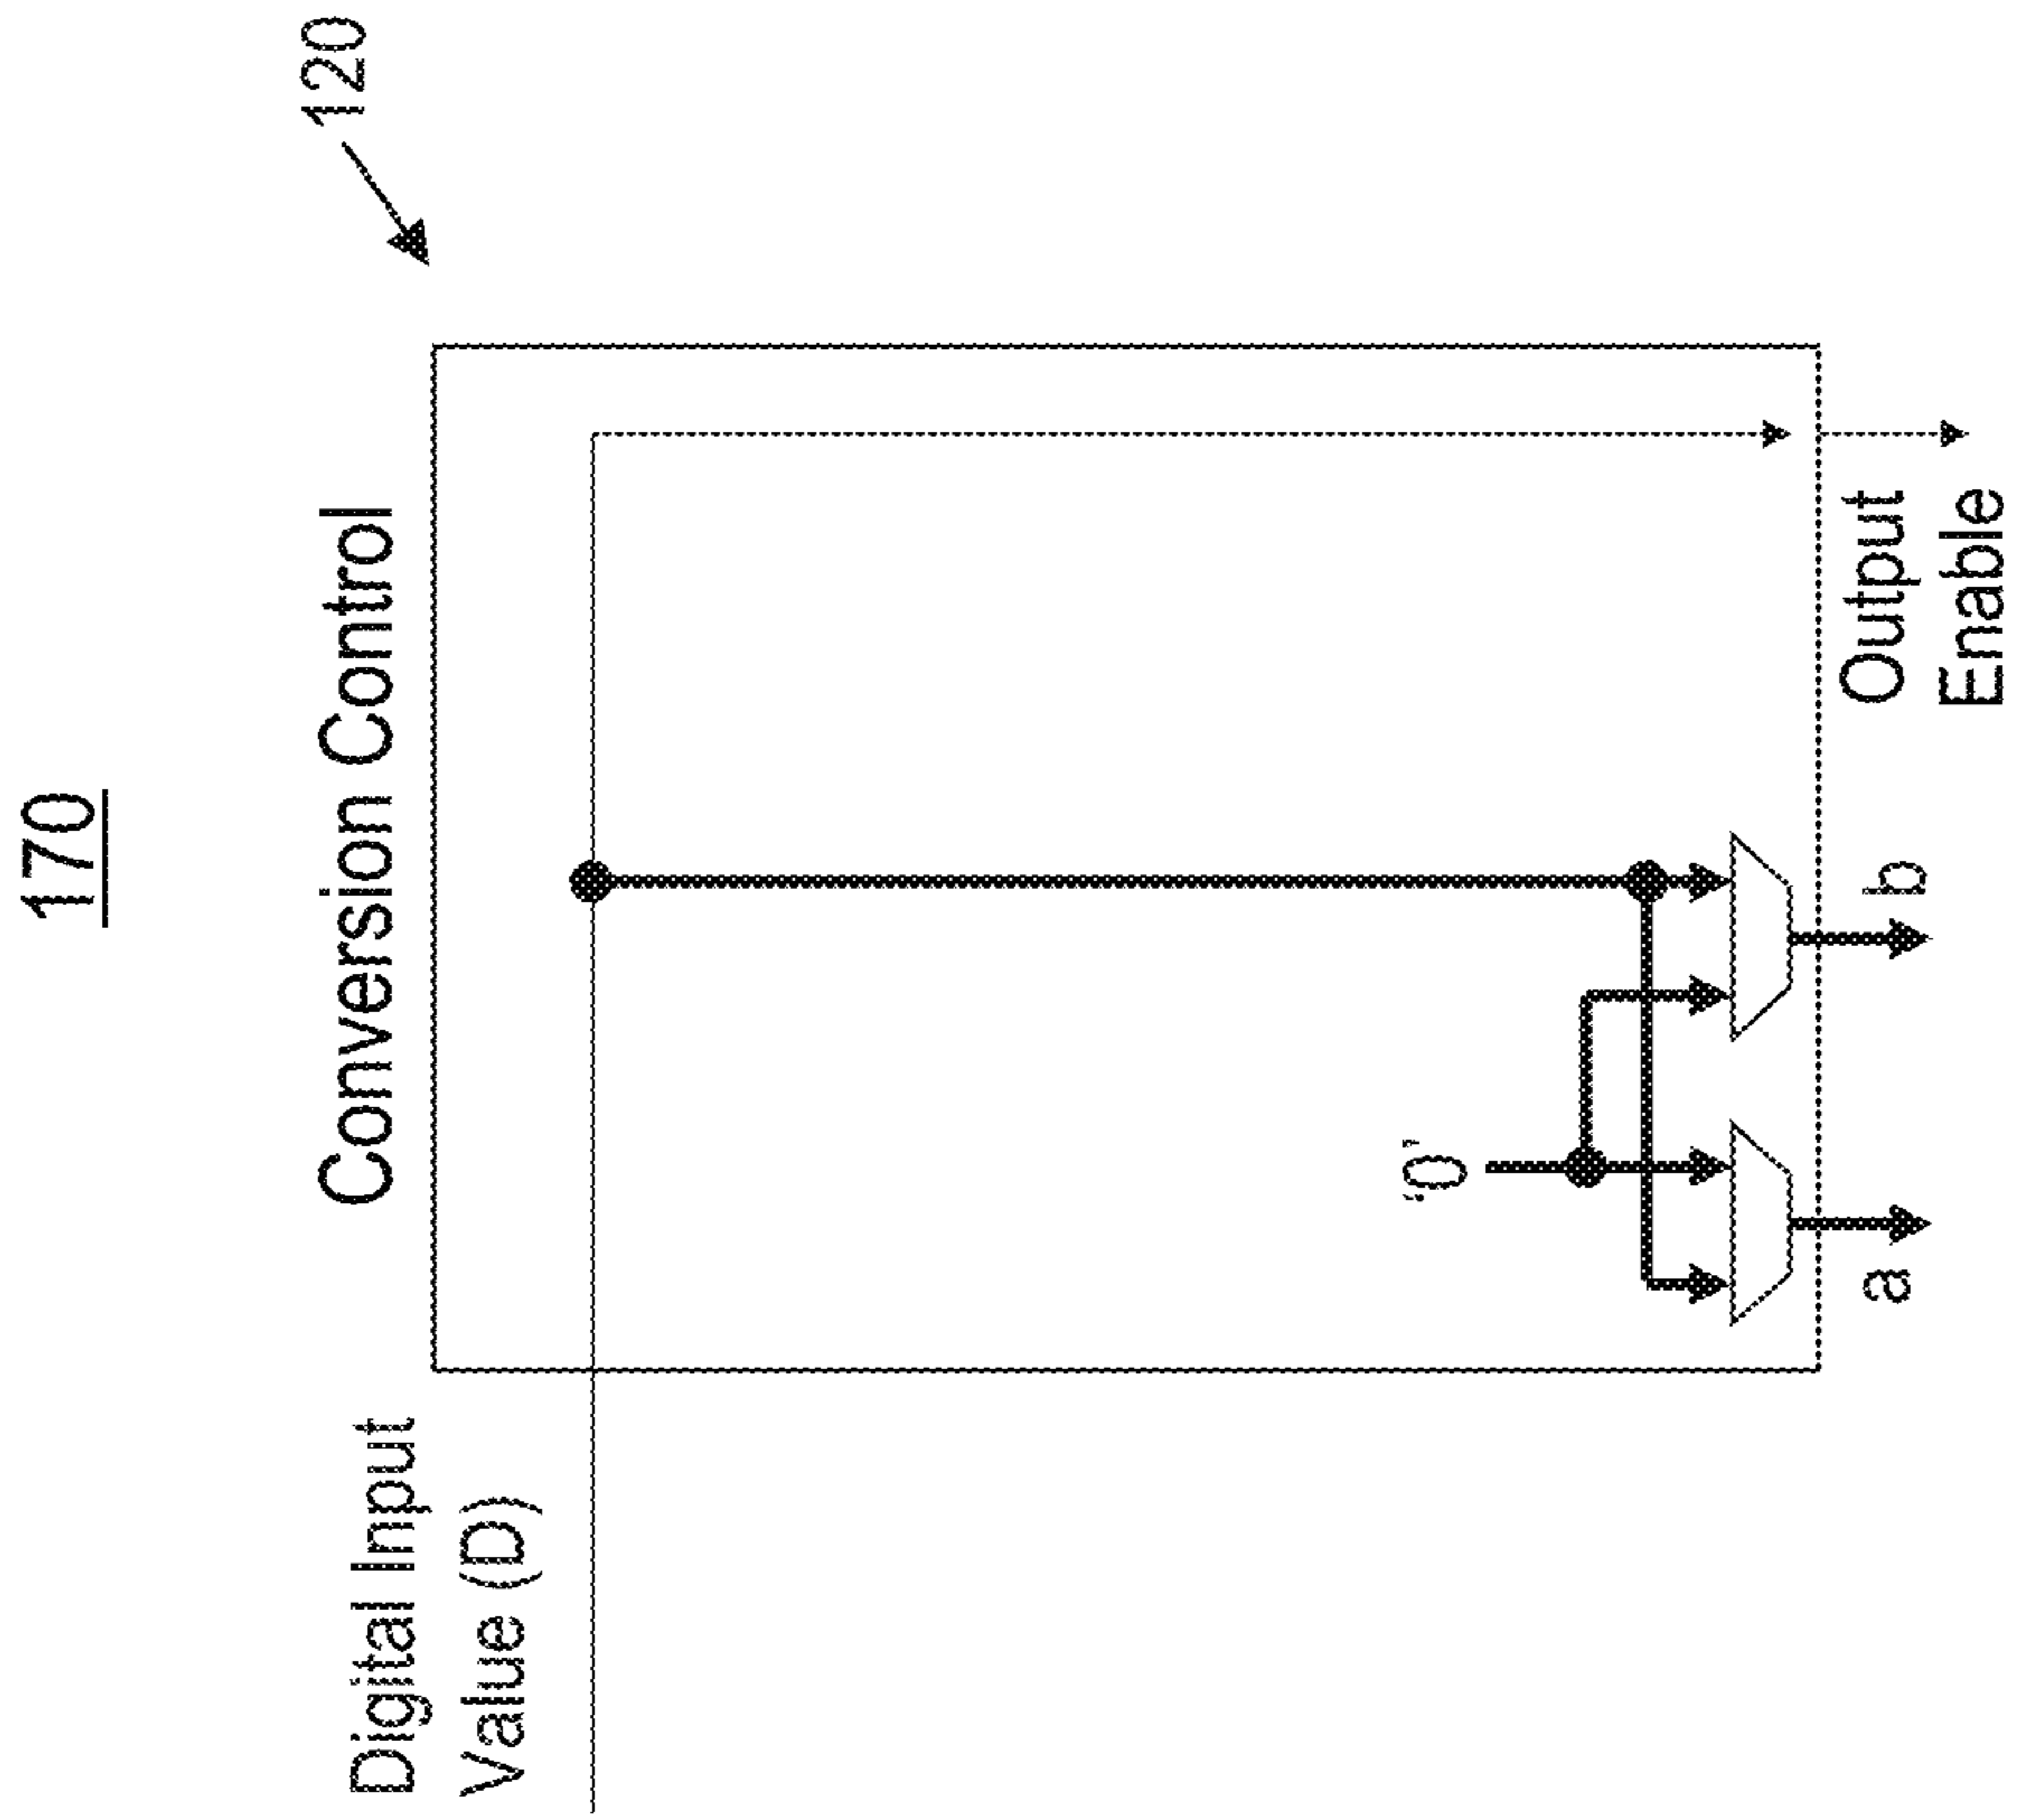 170
120
Conversion Control
Digital Input
Value (D)
'0'
a
b
Output
Enable